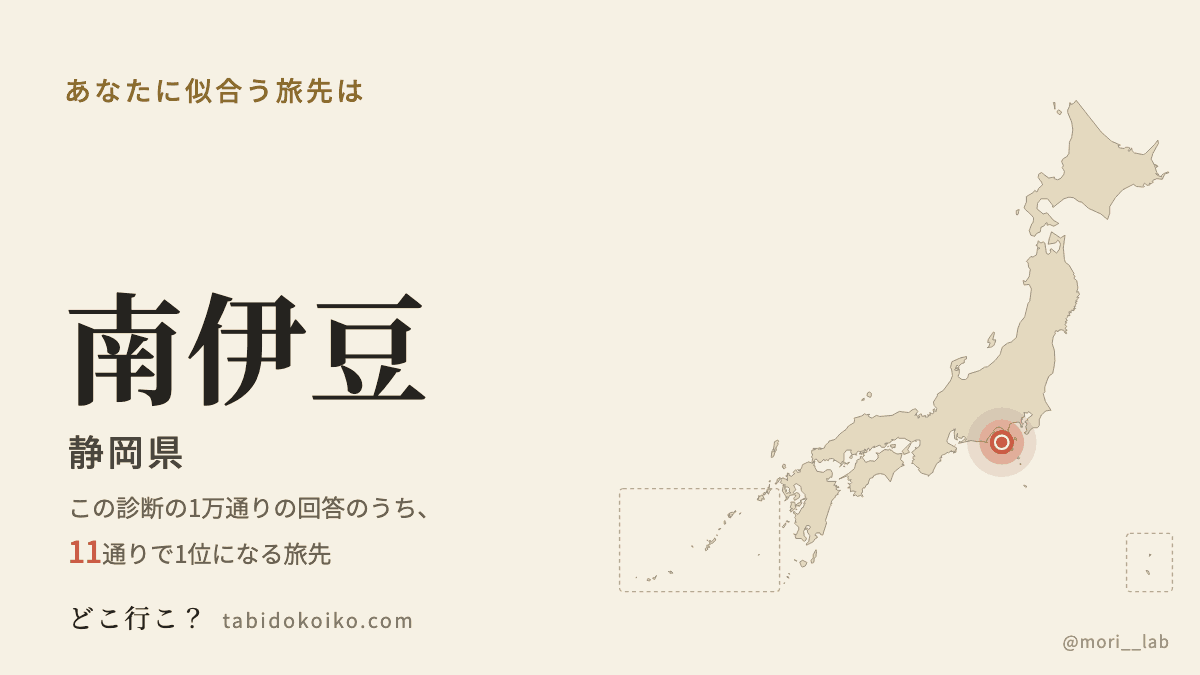 あなたに似合う旅先は
南伊豆
静岡県
この診断の1万通りの回答のうち、
11通りで1位になる旅先
どこ行こ？ tabidokoiko.com
@mori__lab